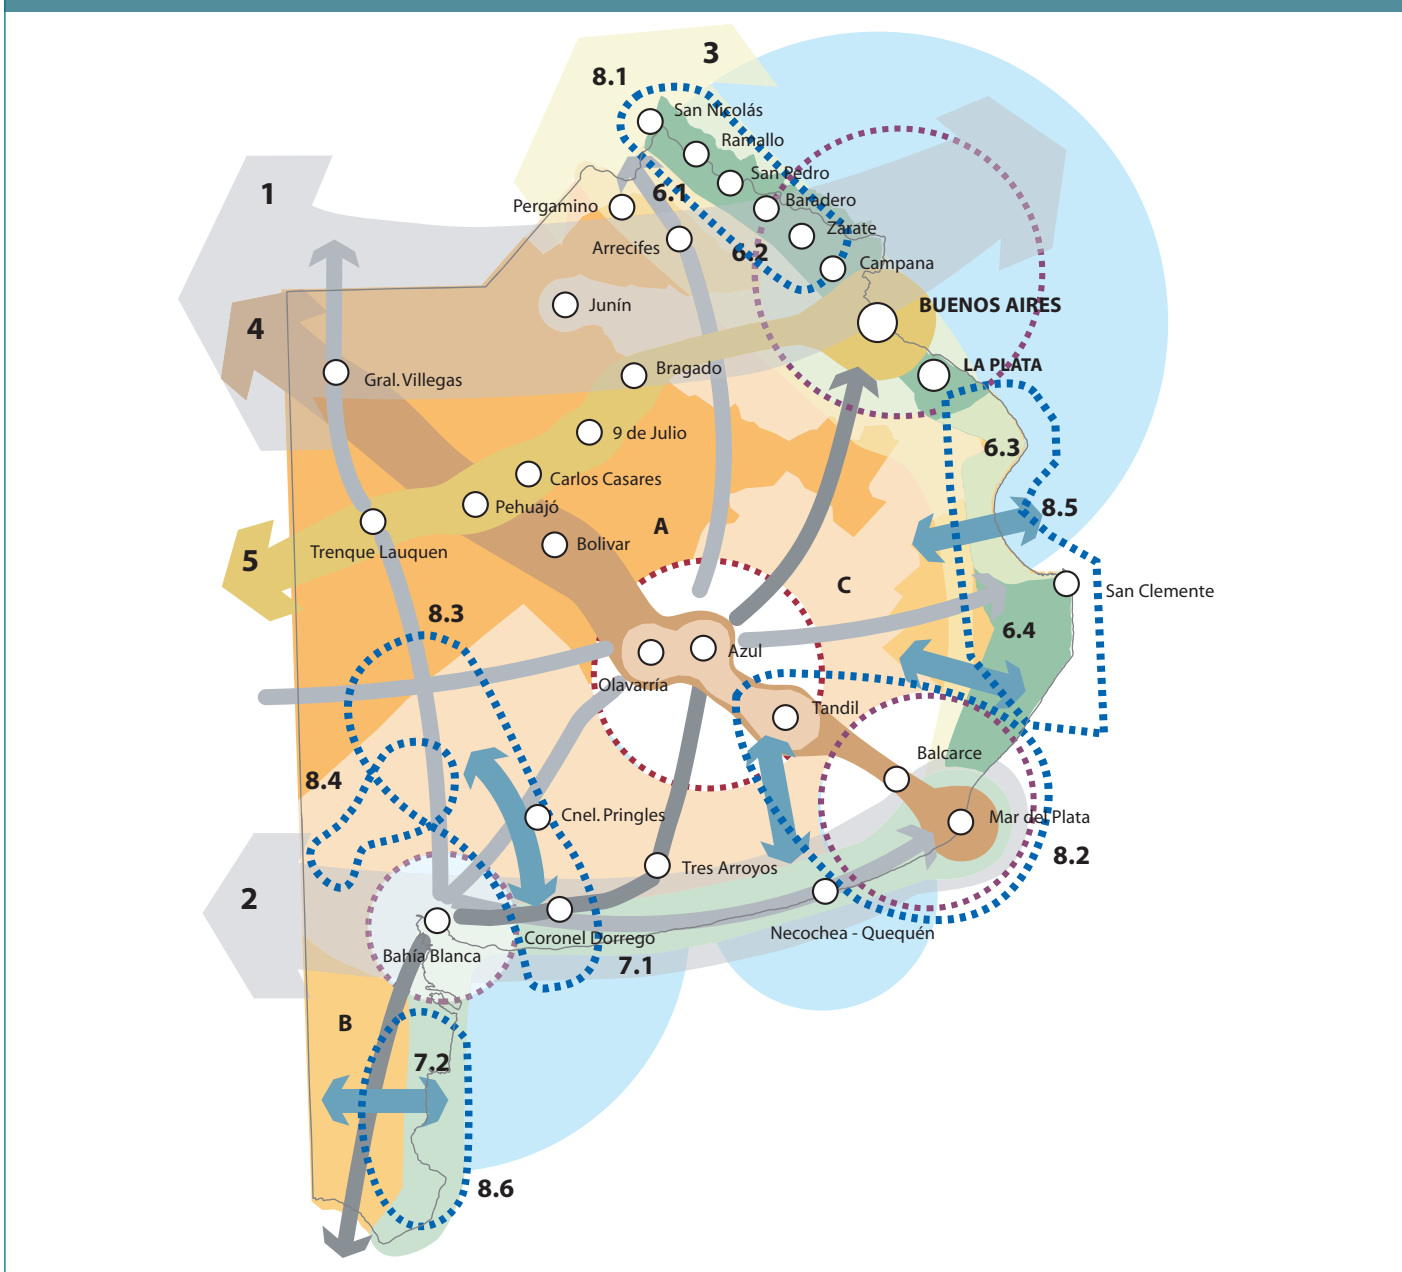 3
8.1
San Nicolás
Ramallo
1
San Pedro
6.1
Baradero
Pergamino
Zárate
Arrecifes
6.2
Campana
Junín
BUENOS AIRES
4
LA PLATA
Bragado
Gral. Villegas
9 de Julio
6.3
Carlos Casares
Pehuajó
8.5
A
Bolivar
Trenque Lauquen
5
C
San Clemente
8.3
6.4
Azul
Olavarría
Tandil
Balcarce
8.4
Cnel. Pringles
Mar del Plata
8.2
Tres Arroyos
2
Necochea - Quequén
Coronel Dorrego
Bahía Blanca
7.1
B
7.2
8.6